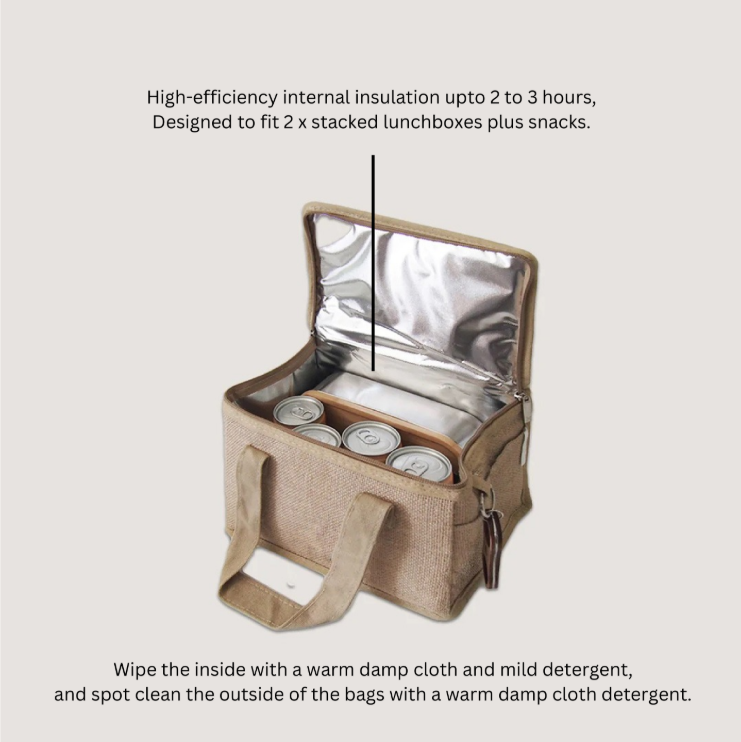 High-efficiency internal insulation upto 2 to 3 hours,
Designed to fit 2 x stacked lunchboxes plus snacks.
Wipe the inside with a warm damp cloth and mild detergent,
and spot clean the outside of the bags with a warm damp cloth detergent.